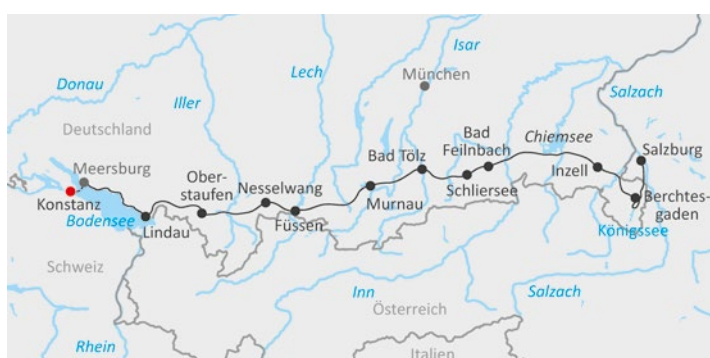 Isar
Lech
München
Donau
Salzach
Iller
Deutschland
Bad
Feilnbach
Chiemsee
Salzburg
Meersburg
Bad Tölz
Ober-
staufen
Nesselwang
Inzell
Konstanz
Schliersee
Berchtes-
gaden
Murnau
Bodensee
Lindau
Füssen
Königssee
Schweiz
Inn
Salzach
Österreich
Rhein
Italien